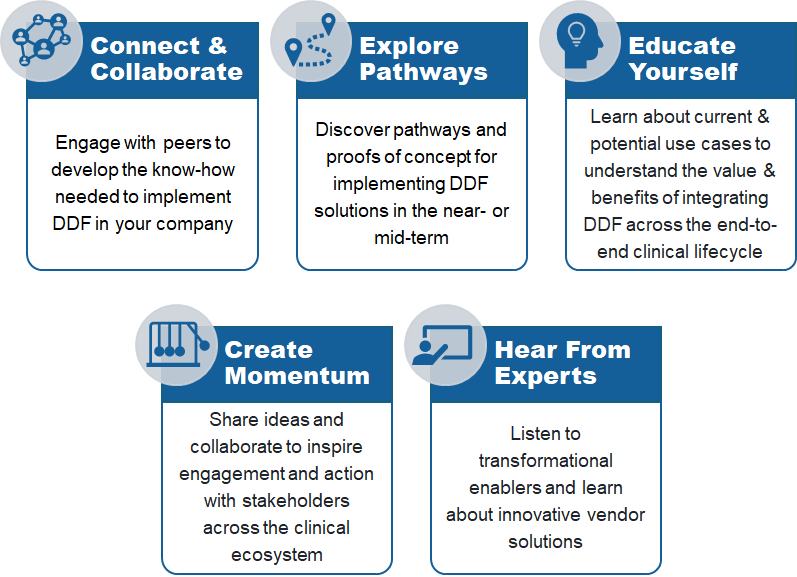 Connect &
Collaborate
Engage with peers to
develop the know-how
needed to implement
DDF in your company
Explore
Pathways
Discover pathways and
proofs of concept for
implementing DDF
solutions in the near- or
mid-term
Educate
Yourself
Learn about current &
potential use cases to
understand the value &
benefits of integrating
DDF across the end-to-
end clinical lifecycle
Create
Momentum
Share ideas and
collaborate to inspire
engagement and action
with stakeholders
across the clinical
ecosystem
Hear From
Experts
Listen to
transformational
enablers and learn
about innovative vendor
solutions